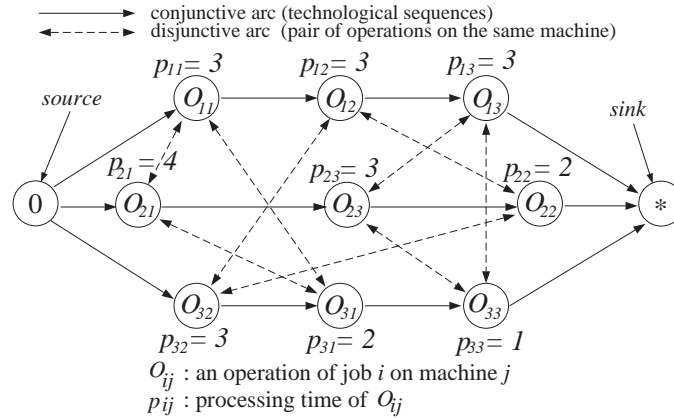 conjunctive arc (technological sequences)
disjunctive arc (pair of operations on the same machine)
p11= 3 p12= 3 p13= 3
source O11 O12 O13 sink
p21= 4 p23= 3 p22= 2
0 O21 O23 O22 *
O32 O31 O33
p32= 3 p31= 2 p33= 1
Oij : an operation of job i on machine j
pij : processing time of Oij